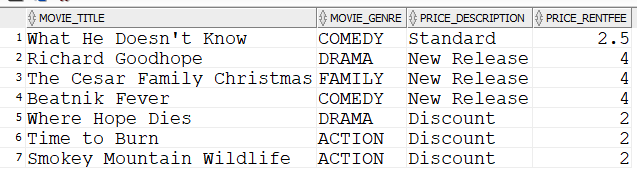 MOVIE_TITLE MOVIE_GENRE PRICE_DESCRIPTION PRICE_RENTFEE
1 What He Doesn't Know COMEDY Standard 2.5
2 Richard Goodhope DRAMA New Release 4
3 The Cesar Family Christmas FAMILY New Release 4
4 Beatnik Fever COMEDY New Release 4
5 Where Hope Dies DRAMA Discount 2
6 Time to Burn ACTION Discount 2
7 Smokey Mountain Wildlife ACTION Discount 2